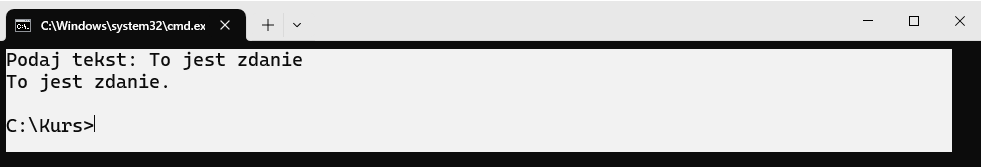 C:\Windows\system32\cmd.ex
Podaj tekst: To jest zdanie
To jest zdanie.
C:\Kurs>